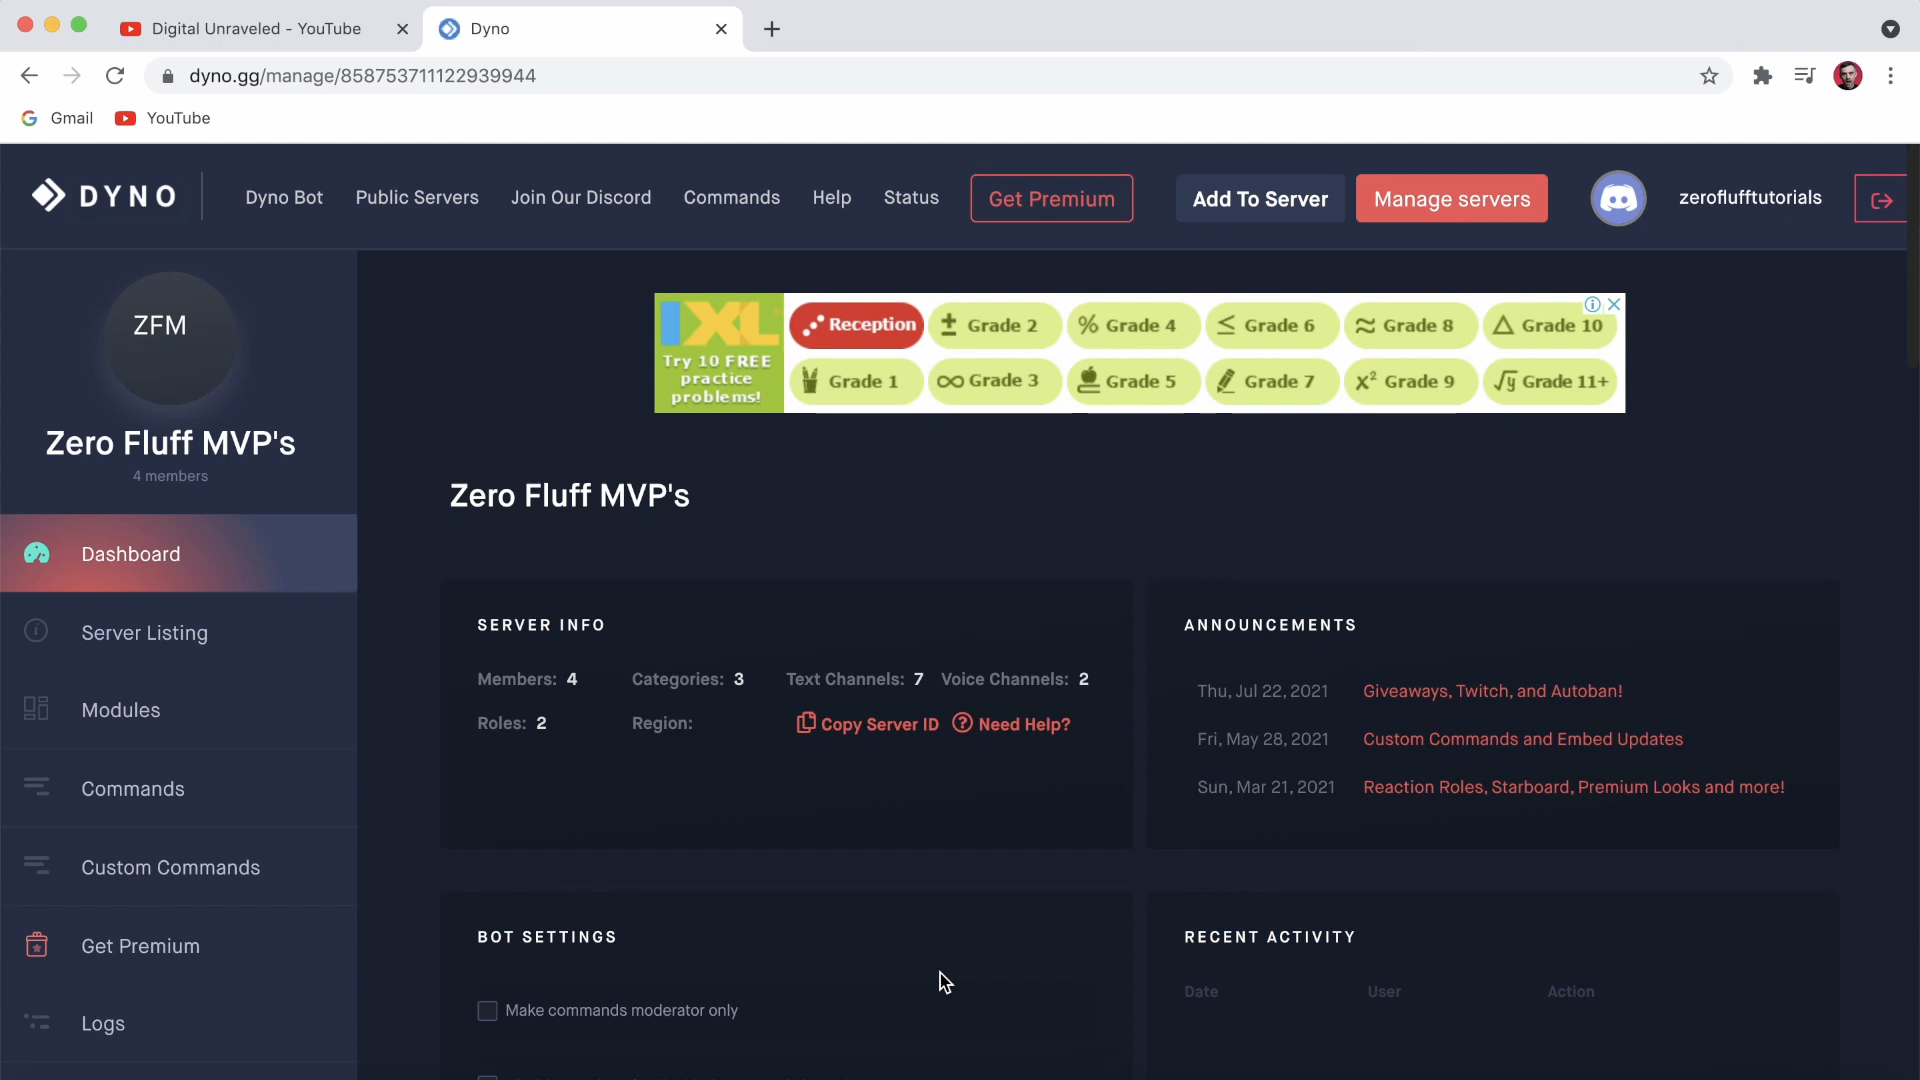 Digital Unraveled - YouTube
Dyno
dyno.gg/manage/858753711122939944
Gmail
YouTube
DYNO
Dyno Bot
Public Servers
Join Our Discord
Commands
Help
Status
Get Premium
Add To Server
Manage servers
zeroflufftutorials
ZFM
Zero Fluff MVP's
4 members
Dashboard
Server Listing
Modules
Commands
Custom Commands
Get Premium
Logs
IXL
Try 10 FREE
practice
problems!
Reception
± Grade 2
% Grade 4
≤ Grade 6
≈ Grade 8
△ Grade 10
Grade 1
∞ Grade 3
Grade 5
Grade 7
x² Grade 9
√y Grade 11+
Zero Fluff MVP's
SERVER INFO
Members: 4
Categories: 3
Text Channels: 7
Voice Channels: 2
Roles: 2
Region:
Copy Server ID
Need Help?
ANNOUNCEMENTS
Thu, Jul 22, 2021 Giveaways, Twitch, and Autoban!
Fri, May 28, 2021 Custom Commands and Embed Updates
Sun, Mar 21, 2021 Reaction Roles, Starboard, Premium Looks and more!
BOT SETTINGS
Make commands moderator only
RECENT ACTIVITY
Date User Action